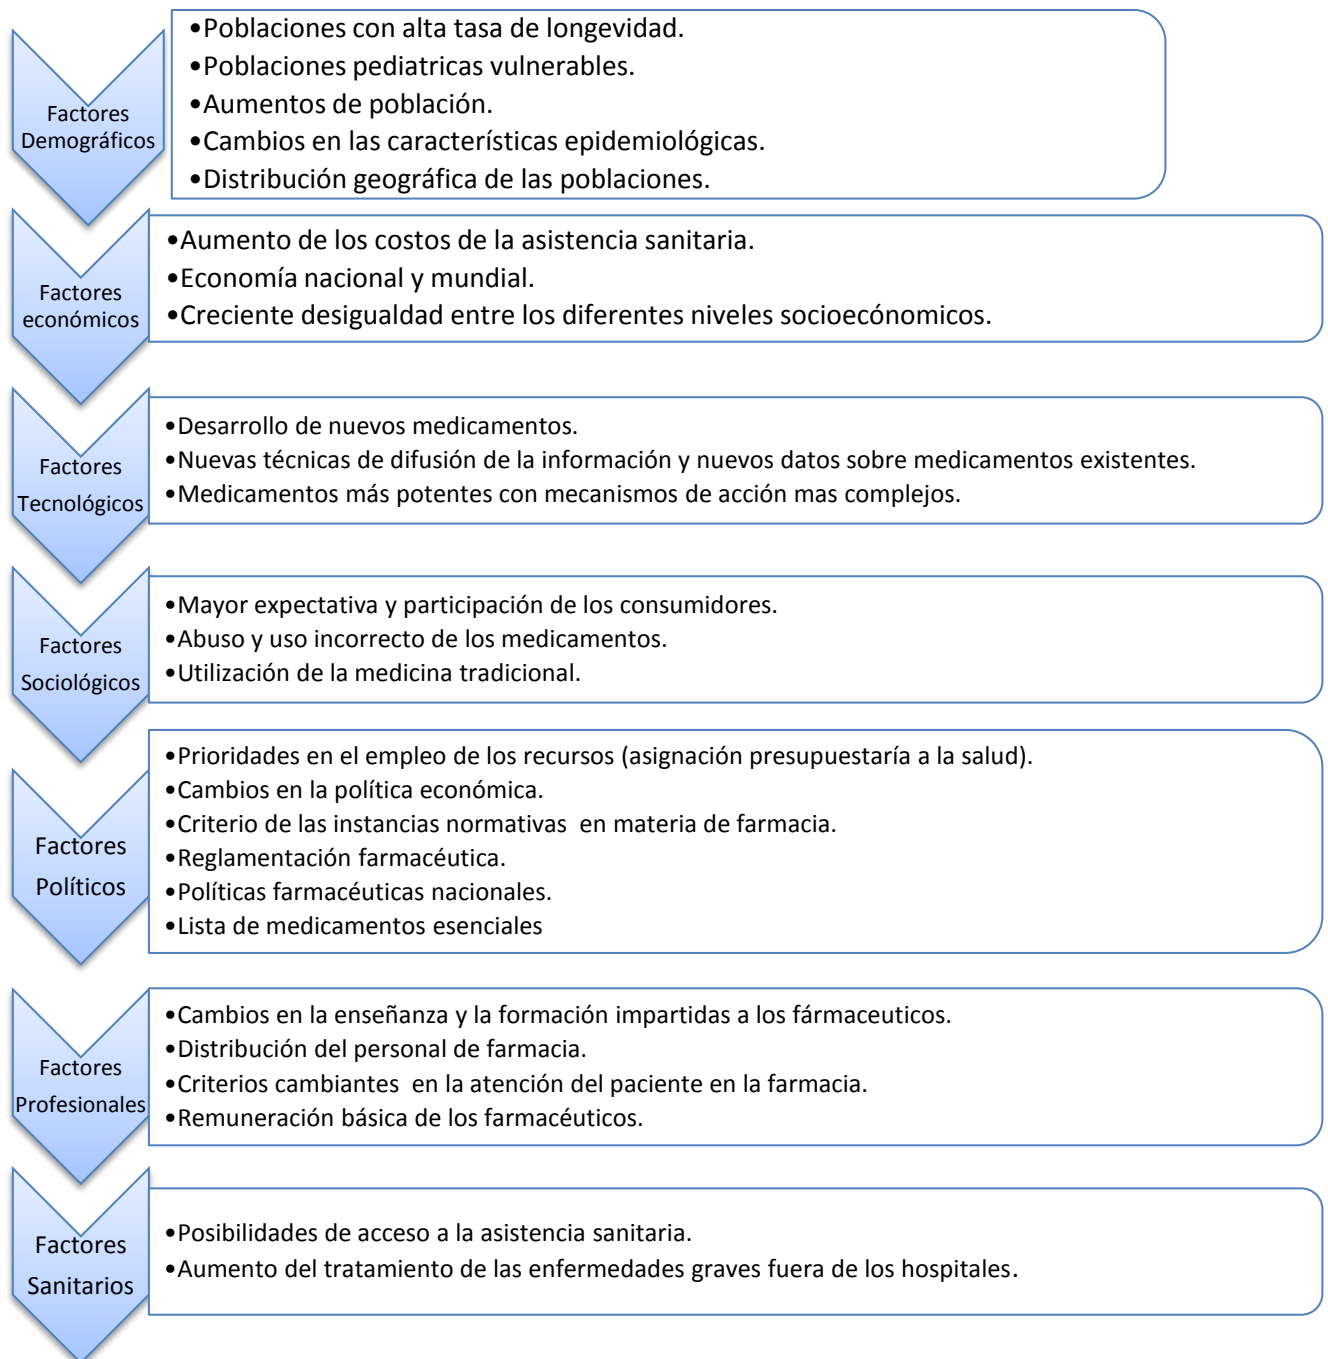 Factores
Demográficos
•Poblaciones con alta tasa de longevidad.
•Poblaciones pediatricas vulnerables.
•Aumentos de población.
•Cambios en las características epidemiológicas.
•Distribución geográfica de las poblaciones.
Factores
económicos
•Aumento de los costos de la asistencia sanitaria.
•Economía nacional y mundial.
•Creciente desigualdad entre los diferentes niveles socioecónomicos.
Factores
Tecnológicos
•Desarrollo de nuevos medicamentos.
•Nuevas técnicas de difusión de la información y nuevos datos sobre medicamentos existentes.
•Medicamentos más potentes con mecanismos de acción mas complejos.
Factores
Sociológicos
•Mayor expectativa y participación de los consumidores.
•Abuso y uso incorrecto de los medicamentos.
•Utilización de la medicina tradicional.
Factores
Políticos
•Prioridades en el empleo de los recursos (asignación presupuestaría a la salud).
•Cambios en la política económica.
•Criterio de las instancias normativas  en materia de farmacia.
•Reglamentación farmacéutica.
•Políticas farmacéuticas nacionales.
•Lista de medicamentos esenciales
Factores
Profesionales
•Cambios en la enseñanza y la formación impartidas a los fármaceuticos.
•Distribución del personal de farmacia.
•Criterios cambiantes  en la atención del paciente en la farmacia.
•Remuneración básica de los farmacéuticos.
Factores
Sanitarios
•Posibilidades de acceso a la asistencia sanitaria.
•Aumento del tratamiento de las enfermedades graves fuera de los hospitales.